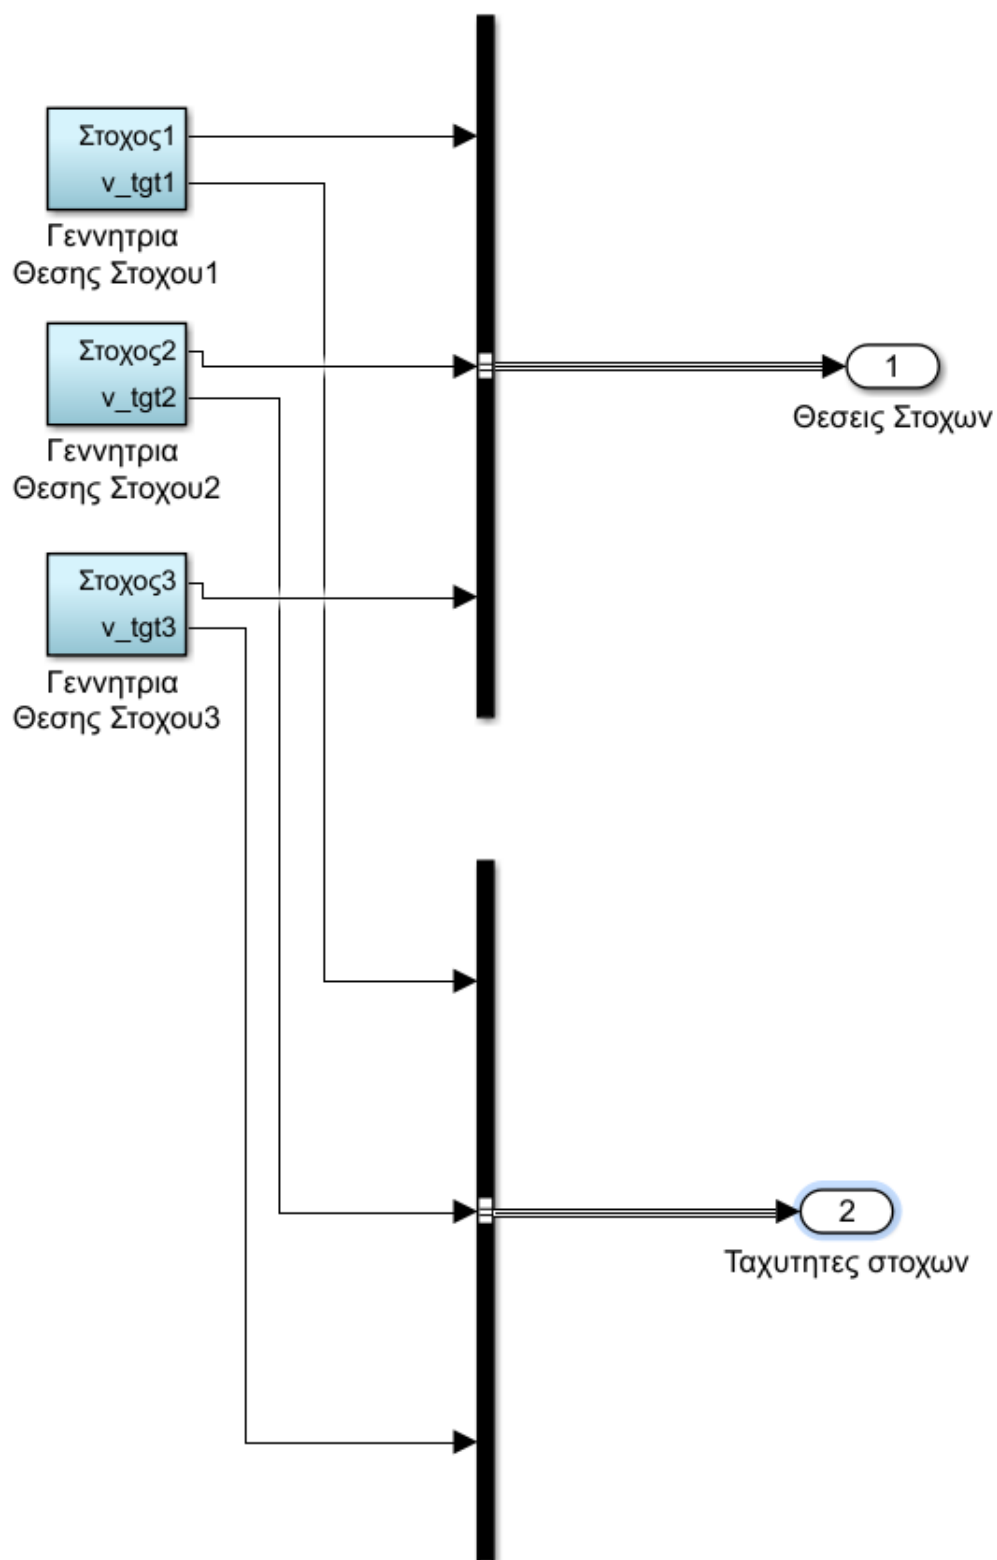 Στοχος1
v_tgt1
Γεννητρια
Θεσης Στοχου1
Στοχος2
v_tgt2
Γεννητρια
Θεσης Στοχου2
1
Θεσεις Στοχων
Στοχος3
v_tgt3
Γεννητρια
Θεσης Στοχου3
2
Ταχυτητες στοχων